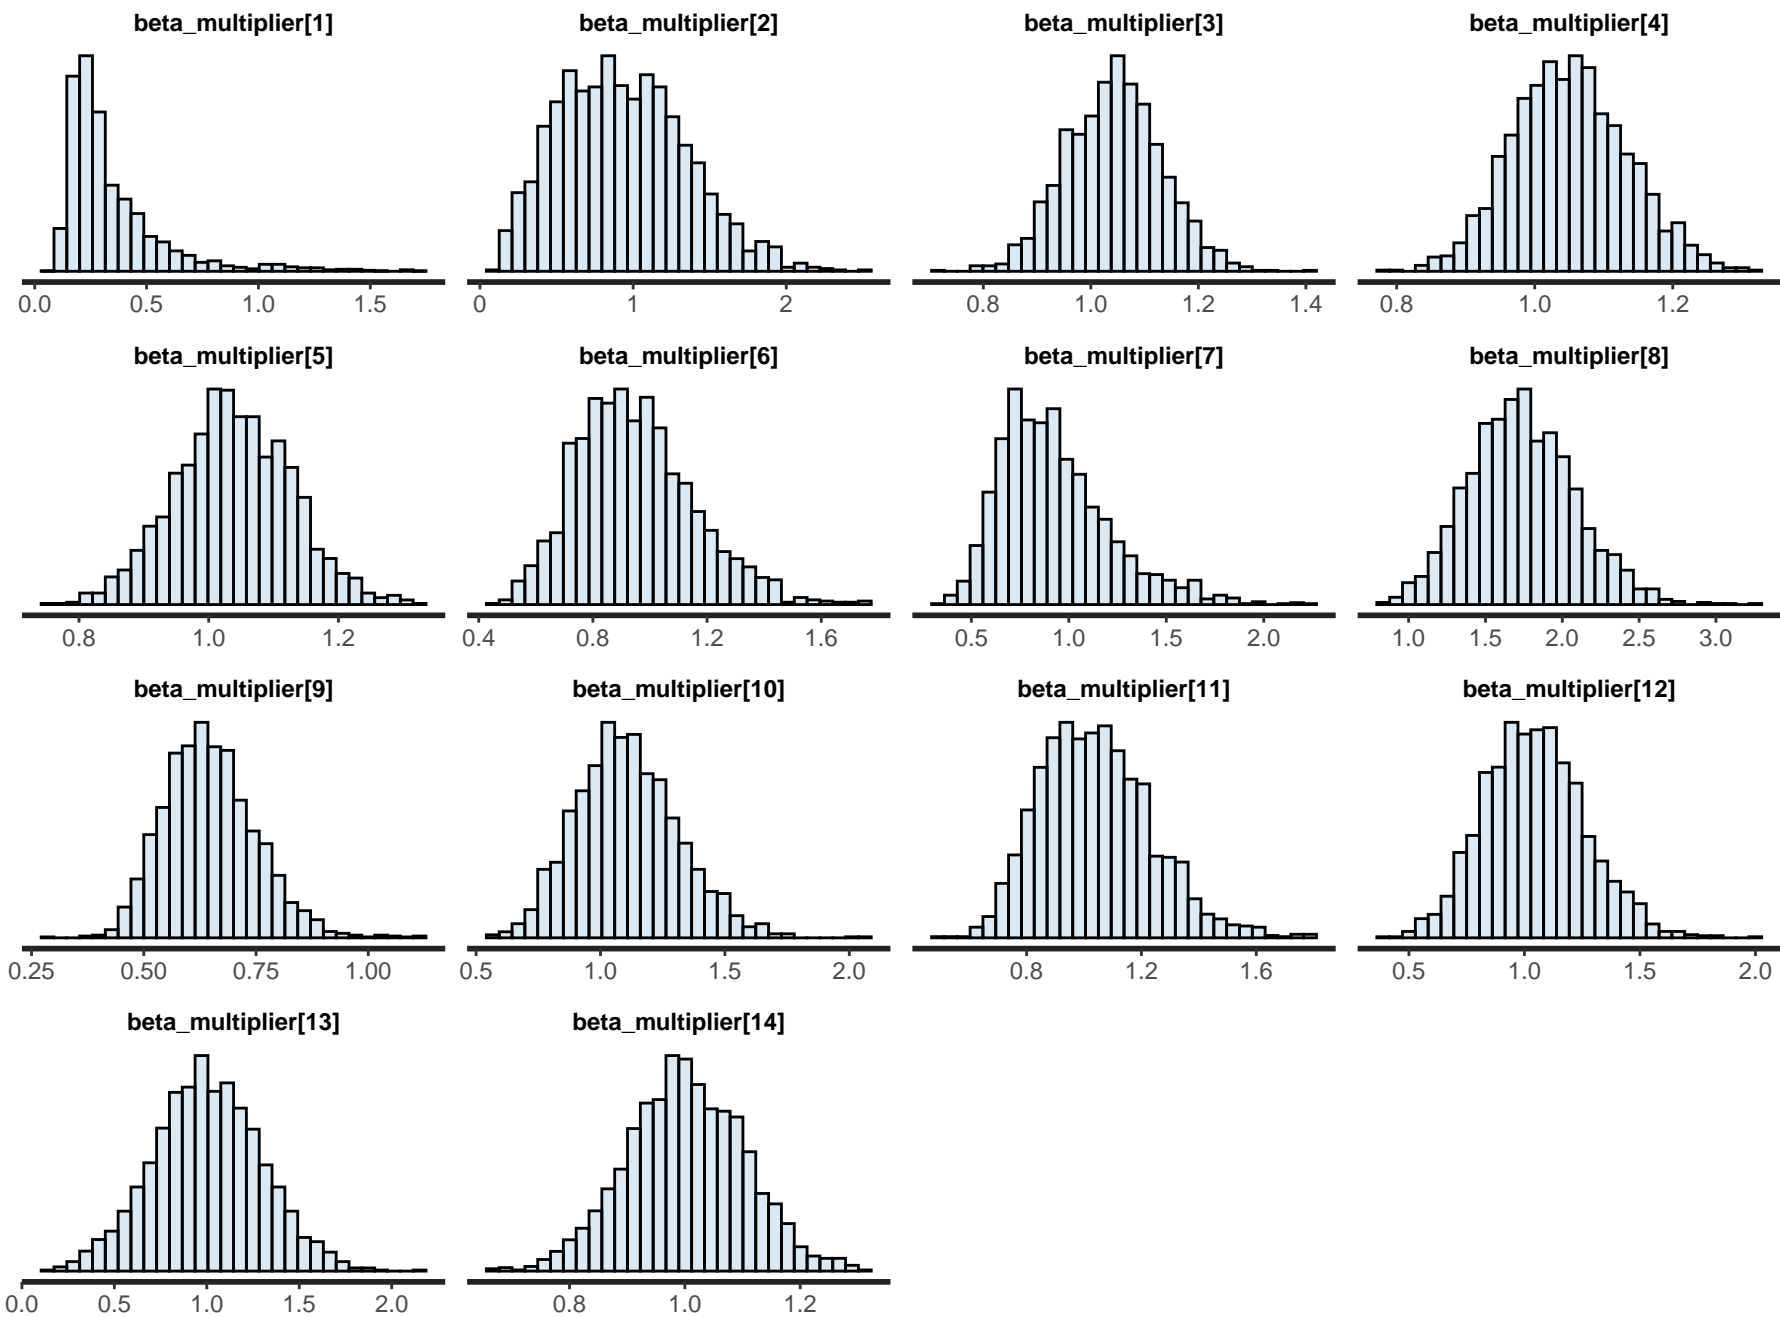 beta_multiplier[1] beta_multiplier[2] beta_multiplier[3] beta_multiplier[4]
0.0 0.5 1.0 1.5 0 1 2 0.8 1.0 1.2 1.4 0.8 1.0 1.2
beta_multiplier[5] beta_multiplier[6] beta_multiplier[7] beta_multiplier[8]
0.8 1.0 1.2 0.4 0.8 1.2 1.6 0.5 1.0 1.5 2.0 1.0 1.5 2.0 2.5 3.0
beta_multiplier[9] beta_multiplier[10] beta_multiplier[11] beta_multiplier[12]
0.25 0.50 0.75 1.00 0.5 1.0 1.5 2.0 0.8 1.2 1.6 0.5 1.0 1.5 2.0
beta_multiplier[13] beta_multiplier[14]
0.0 0.5 1.0 1.5 2.0 0.8 1.0 1.2